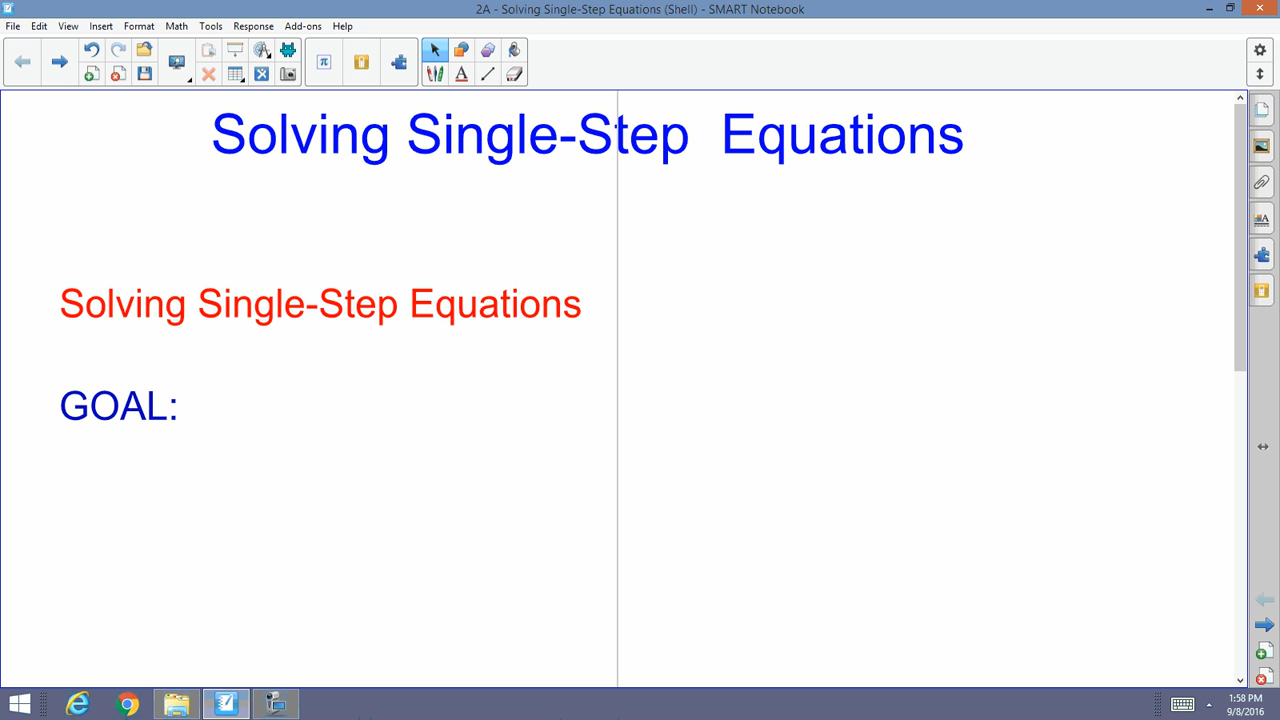 2A - Solving Single-Step Equations (Shell) - SMART Notebook
File Edit View Insert Format Math Tools Response Add-ons Help
Solving Single-Step Equations
Solving Single-Step Equations
GOAL:
1:58 PM
9/8/2016